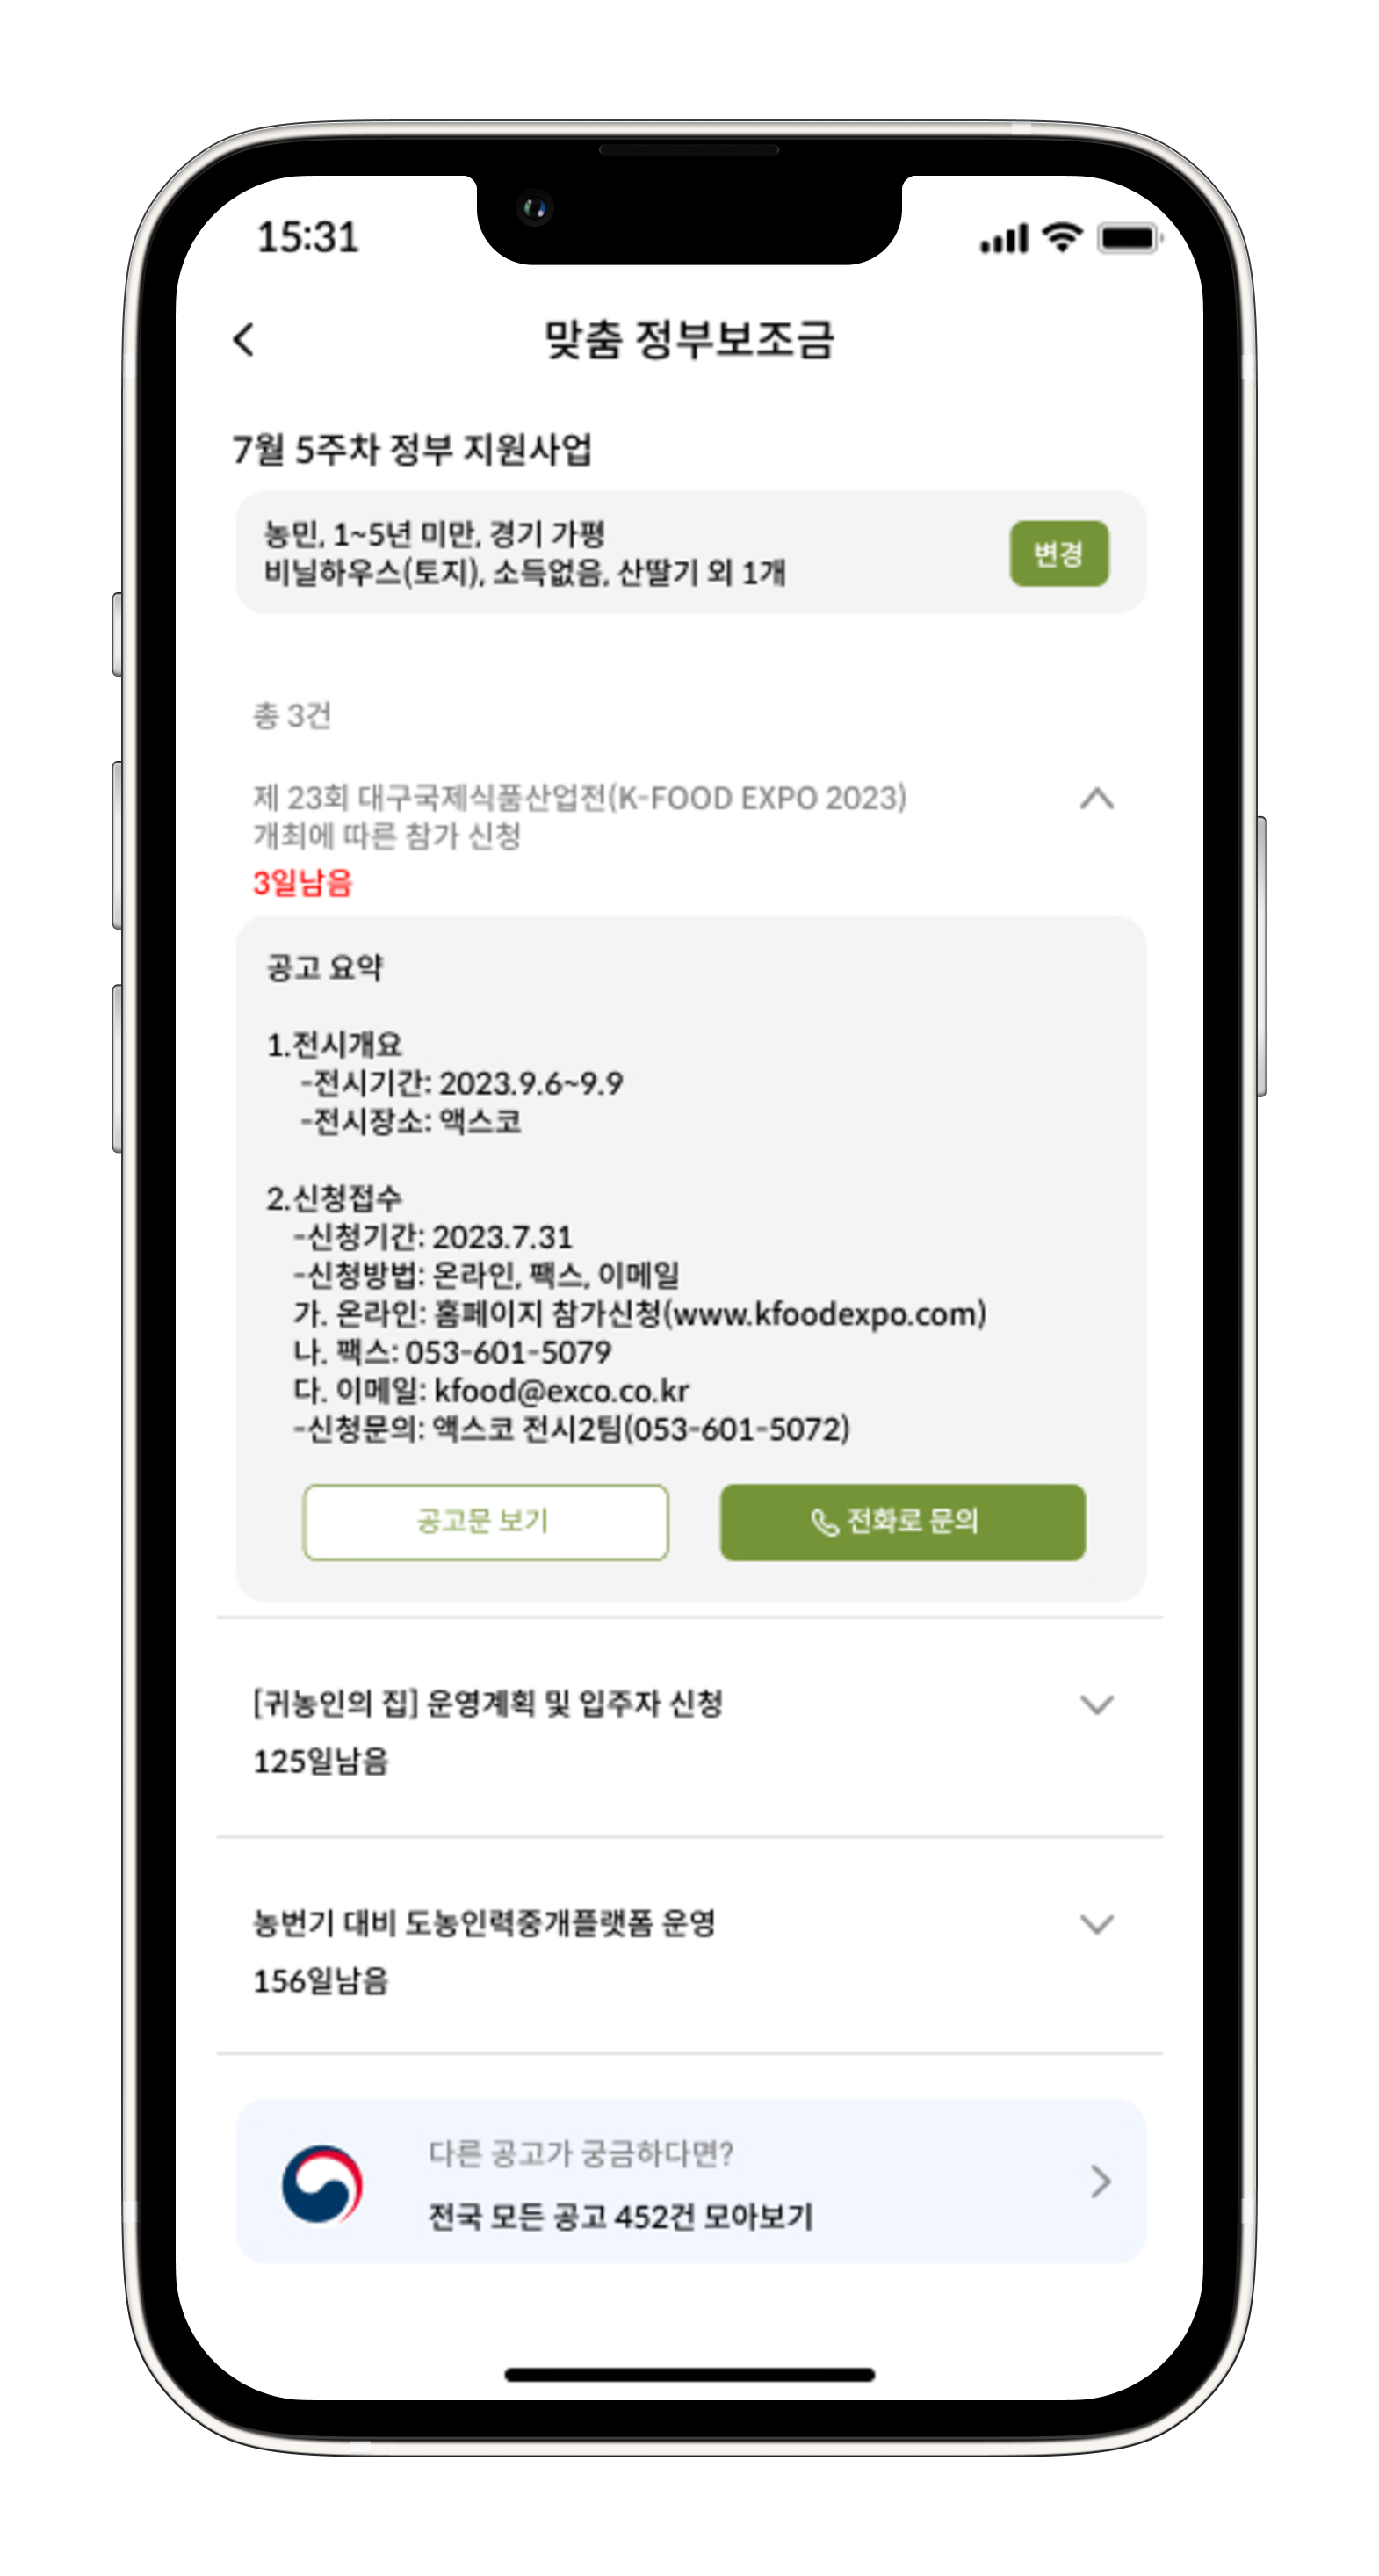 15:31
맞춤 정부보조금
7월 5주차 정부 지원사업
농민, 1~5년 미만, 경기 가평
비닐하우스(토지), 소득없음, 산딸기 외 1개
변경
총 3건
제 23회 대구국제식품산업전(K-FOOD EXPO 2023)
개최에 따른 참가 신청
3일남음
공고 요약
1.전시개요
-전시기간: 2023.9.6~9.9
-전시장소: 액스코
2.신청접수
-신청기간: 2023.7.31
-신청방법: 온라인, 팩스, 이메일
가. 온라인: 홈페이지 참가신청(www.kfoodexpo.com)
나. 팩스: 053-601-5079
다. 이메일: kfood@exco.co.kr
-신청문의: 액스코 전시2팀(053-601-5072)
공고문 보기
전화로 문의
[귀농인의 집] 운영계획 및 입주자 신청
125일남음
농번기 대비 도농인력중개플랫폼 운영
156일남음
다른 공고가 궁금하다면?
전국 모든 공고 452건 모아보기